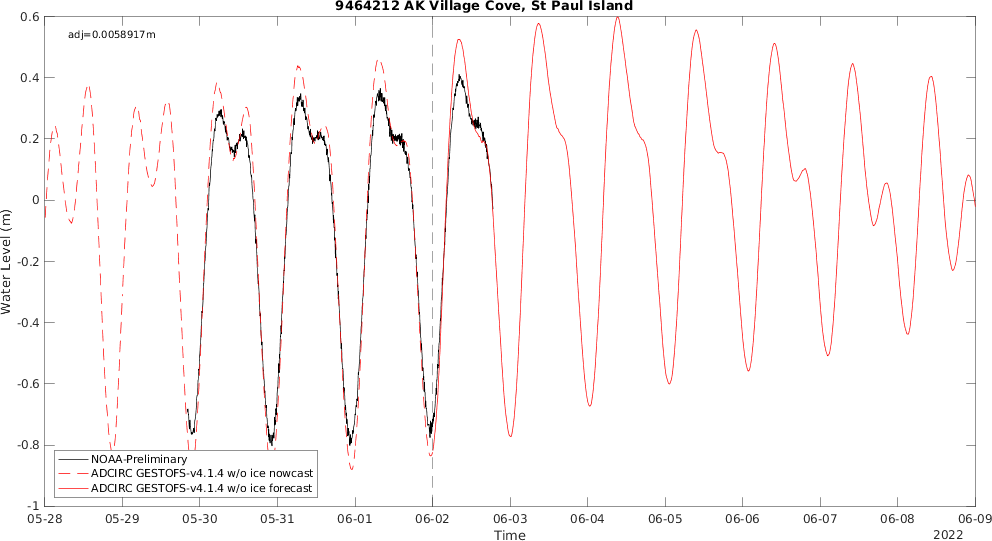 9464212 AK Village Cove, St Paul Island
adj=0.0058917m
0.6
0.4
0.2
0
-0.2
-0.4
-0.6
-0.8
-1
Water Level (m)
NOAA-Preliminary
ADCIRC GESTOFS-v4.1.4 w/o ice nowcast
ADCIRC GESTOFS-v4.1.4 w/o ice forecast
05-28 05-29 05-30 05-31 06-01 06-02 06-03 06-04 06-05 06-06 06-07 06-08 06-09
Time
2022